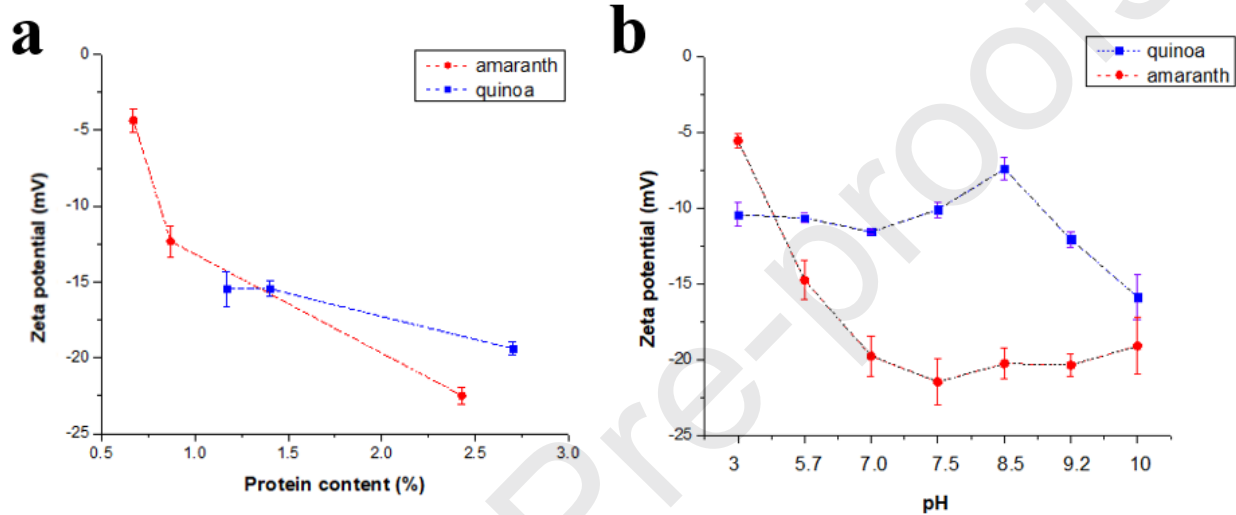 a
0
-5
-10
-15
-20
-25
Zeta potential (mV)
amaranth
quinoa
0.5 1.0 1.5 2.0 2.5 3.0
Protein content (%)
b
0
-5
-10
-15
-20
-25
Zeta potential (mV)
quinoa
amaranth
3 5.7 7.0 7.5 8.5 9.2 10
pH
Pre-proofs